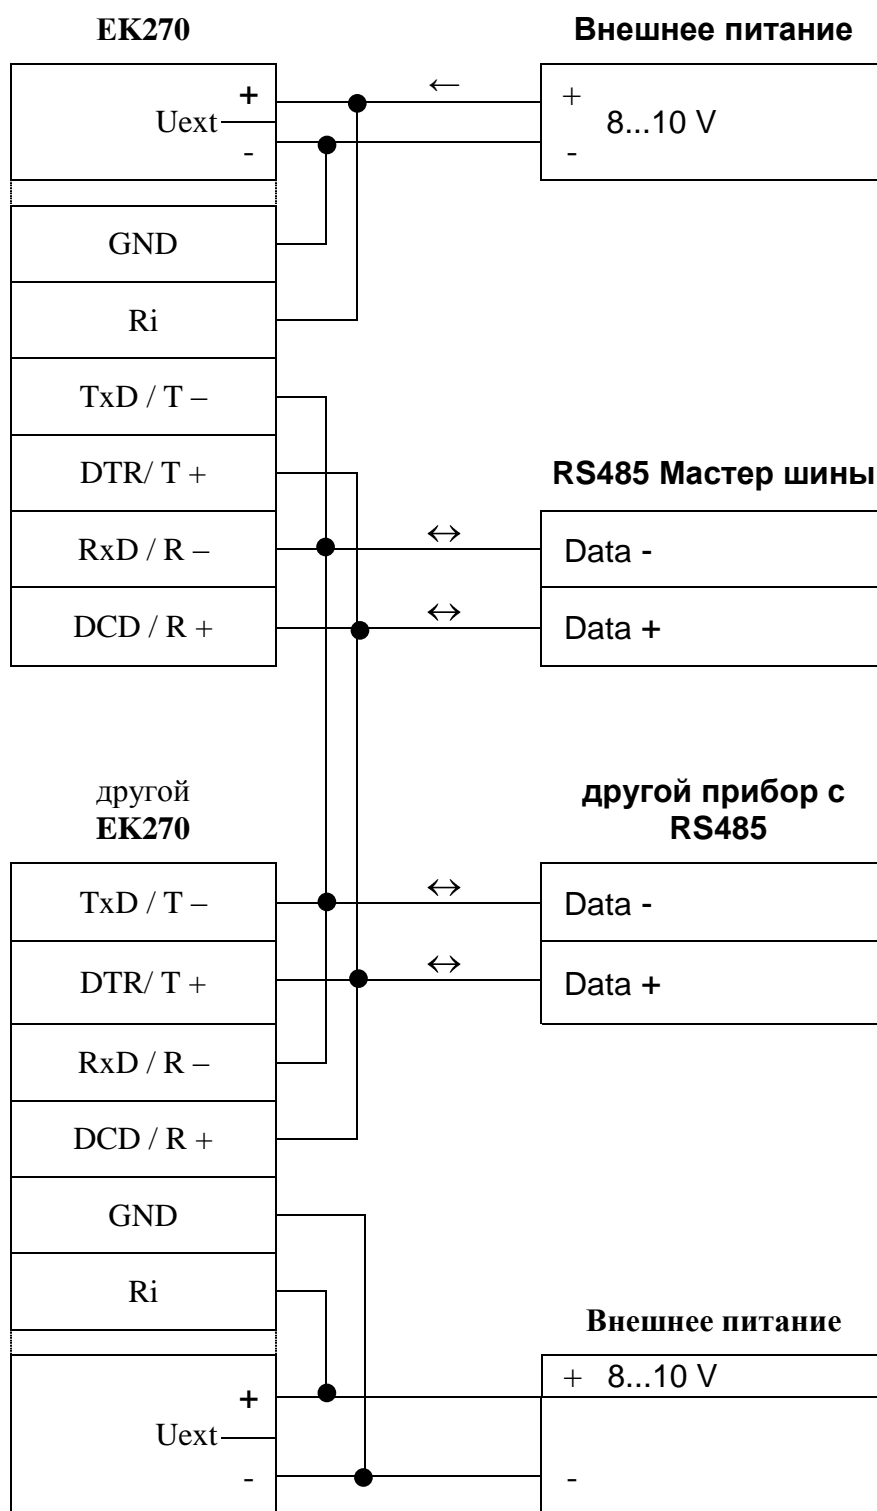 EK270
Внешнее питание
+
Uext
-
+
8...10 V
-
GND
Ri
TxD / T –
DTR/ T +
RS485 Мастер шины
RxD / R –
↔
Data -
DCD / R +
↔
Data +
другой
EK270
другой прибор с
RS485
TxD / T –
↔
Data -
DTR/ T +
↔
Data +
RxD / R –
DCD / R +
GND
Ri
Внешнее питание
+ 8...10 V
+
Uext
-
-